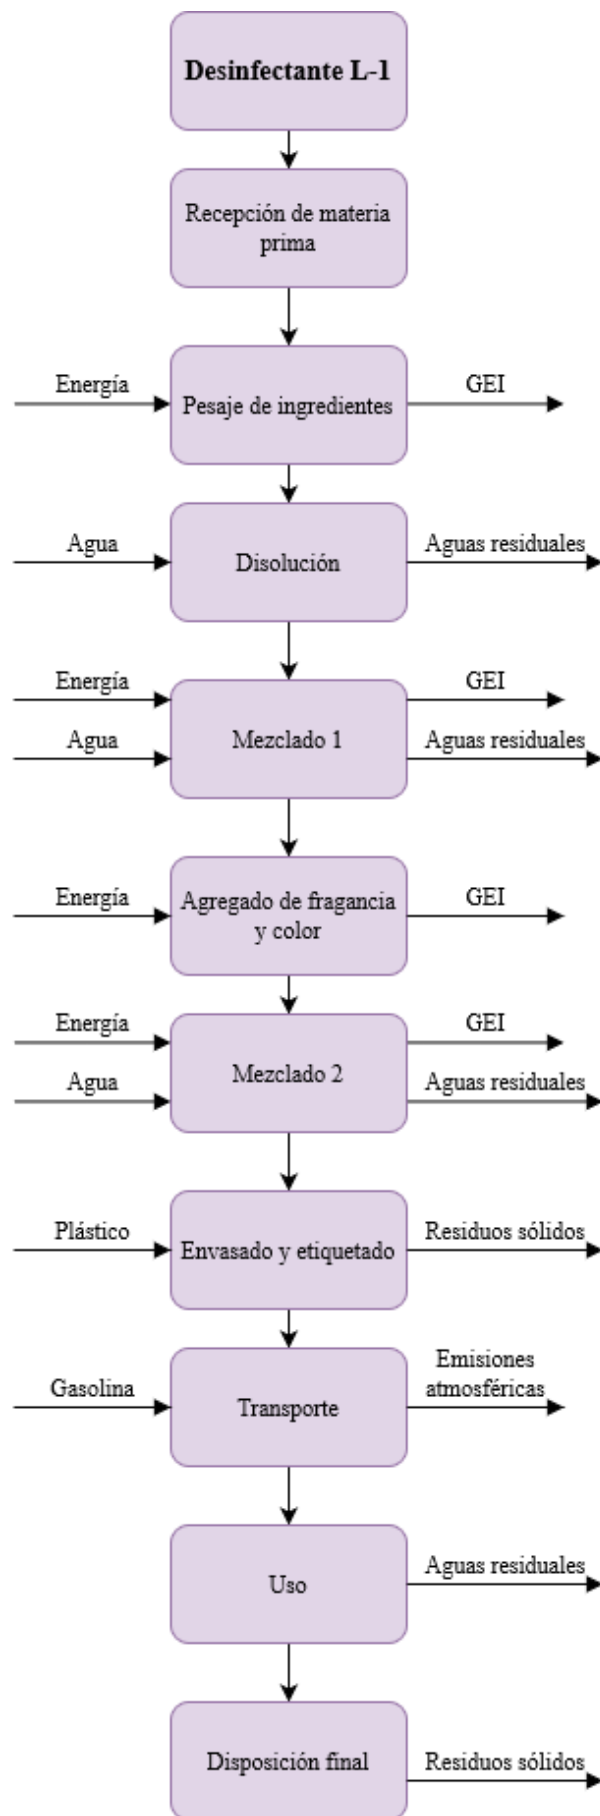 Desinfectante L-1
Recepción de materia
prima
Energía
Pesaje de ingredientes
GEI
Agua
Disolución
Aguas residuales
Energía
GEI
Agua
Mezclado 1
Aguas residuales
Energía
Agregado de fragancia
y color
GEI
Energía
GEI
Agua
Mezclado 2
Aguas residuales
Plástico
Envasado y etiquetado
Residuos sólidos
Gasolina
Transporte
Emisiones
atmosféricas
Uso
Aguas residuales
Disposición final
Residuos sólidos